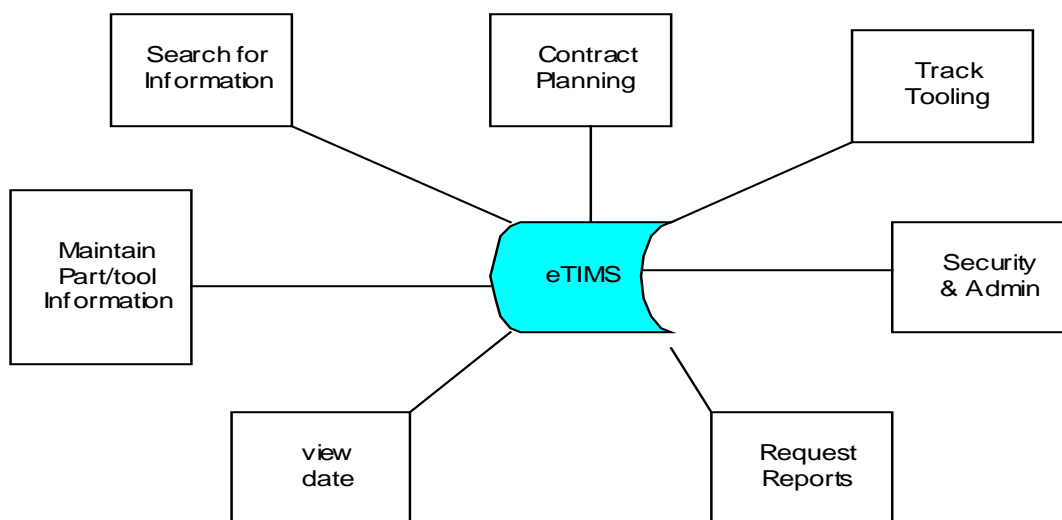 Search for
Information
Contract
Planning
Track
Tooling
Maintain
Part/tool
Information
eTIMS
Security
& Admin
view
date
Request
Reports